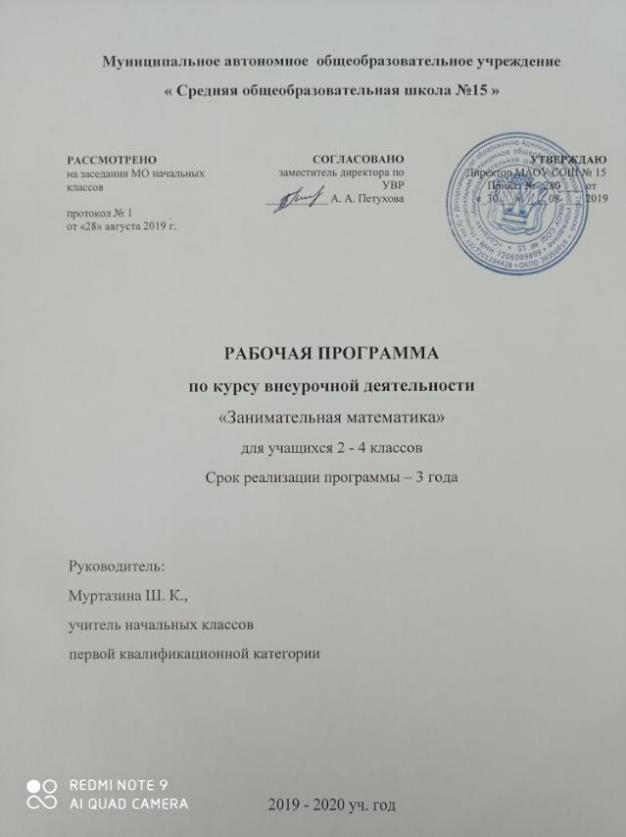 Муниципальное автономное общеобразовательное учреждение
« Средняя общеобразовательная школа №15 »
РАССМОТРЕНО
на заседании МО начальных
классов
протокол № 1
от «28» августа 2019 г.
СОГЛАСОВАНО
заместитель директора по
УВР
А. А. Петухова
УТВЕРЖДАЮ
Директор МАОУ СОШ № 15
Приказ № 280 от
« 30 » 08 2019
РАБОЧАЯ ПРОГРАММА
по курсу внеурочной деятельности
«Занимательная математика»
для учащихся 2 - 4 классов
Срок реализации программы – 3 года
Руководитель:
Муртазина Ш. К.,
учитель начальных классов
первой квалификационной категории
2019 - 2020 уч. год
REDMI NOTE 9
AI QUAD CAMERA